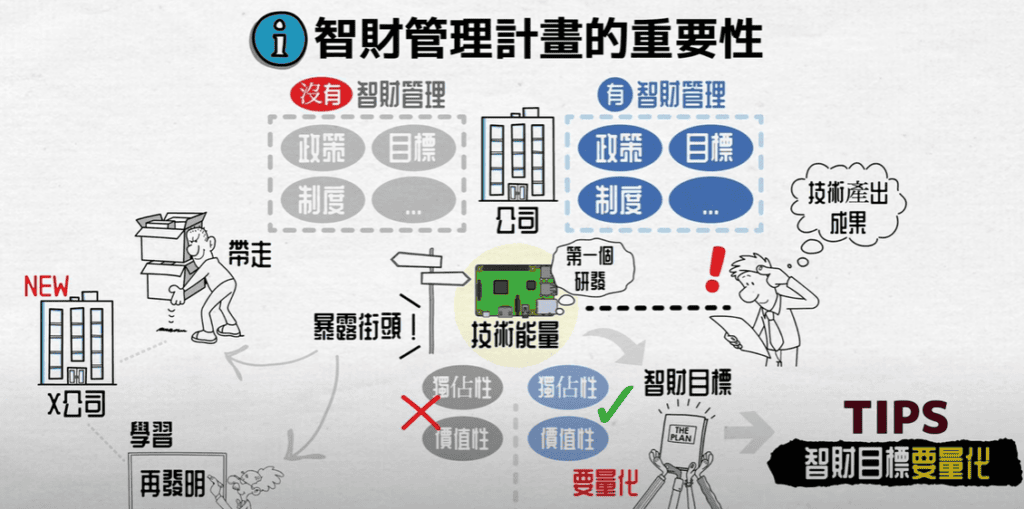 i 智財管理計畫的重要性
沒有 智財管理
政策 目標
制度 ...
公司
有 智財管理
政策 目標
制度 ...
技術產出
成果
帶走
NEW
X公司
學習
再發明
暴露街頭！
第一個
研發
技術能量
獨佔性
價值性
獨佔性
價值性
智財目標
THE
PLAN
要量化
TIPS
智財目標要量化